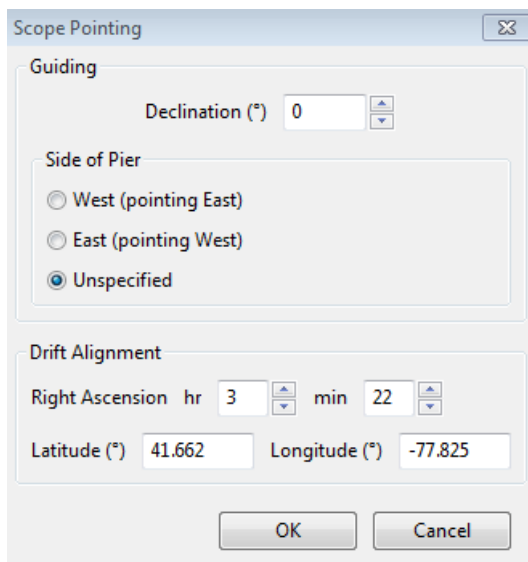 Scope Pointing
Guiding
Declination (°) 0
Side of Pier
West (pointing East)
East (pointing West)
Unspecified
Drift Alignment
Right Ascension hr 3 min 22
Latitude (°) 41.662 Longitude (°) -77.825
OK Cancel